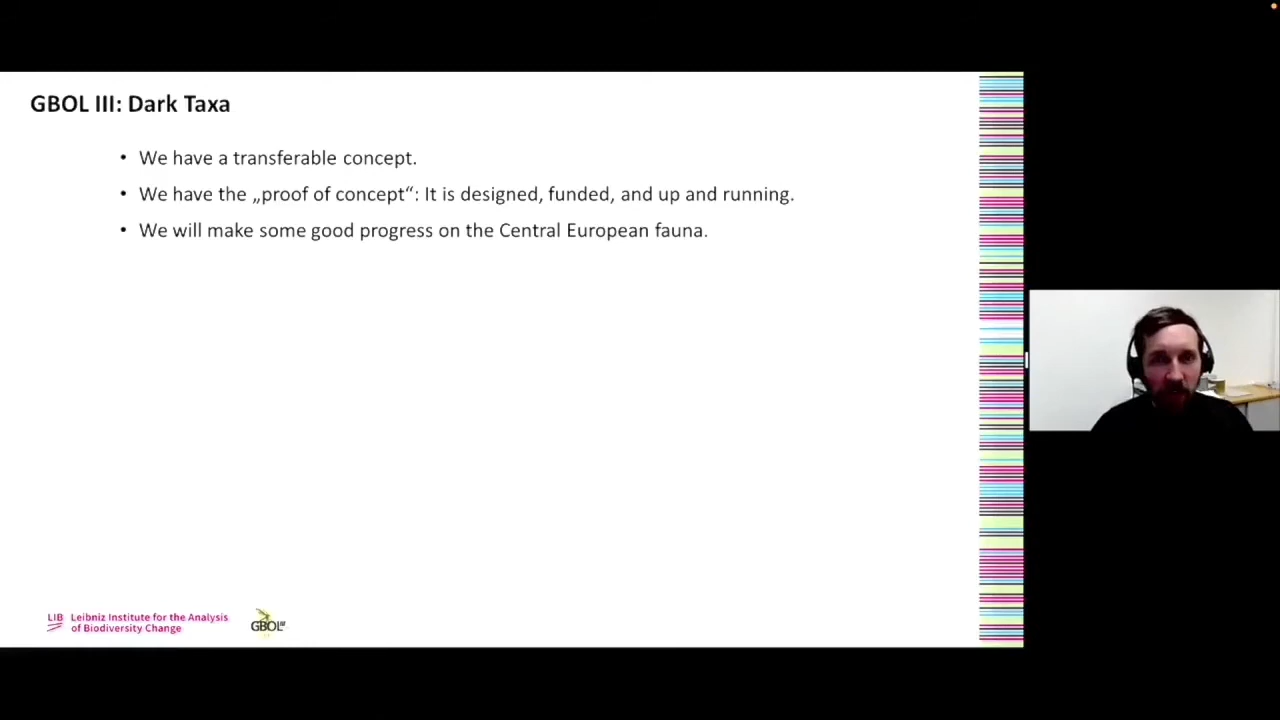 GBOL III: Dark Taxa
• We have a transferable concept.
• We have the „proof of concept“: It is designed, funded, and up and running.
• We will make some good progress on the Central European fauna.
LIB Leibniz Institute for the Analysis
of Biodiversity Change
GBOL III